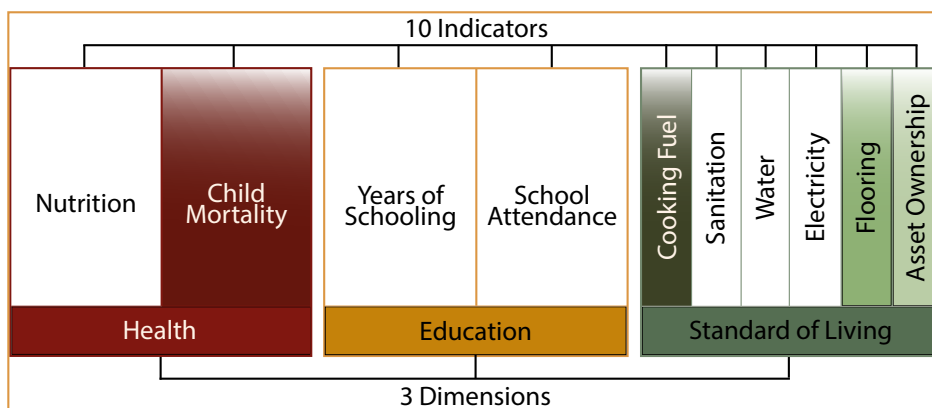 10 Indicators
Nutrition
Child
Mortality
Years of
Schooling
School
Attendance
Cooking Fuel
Sanitation
Water
Electricity
Flooring
Asset Ownership
Health
Education
Standard of Living
3 Dimensions